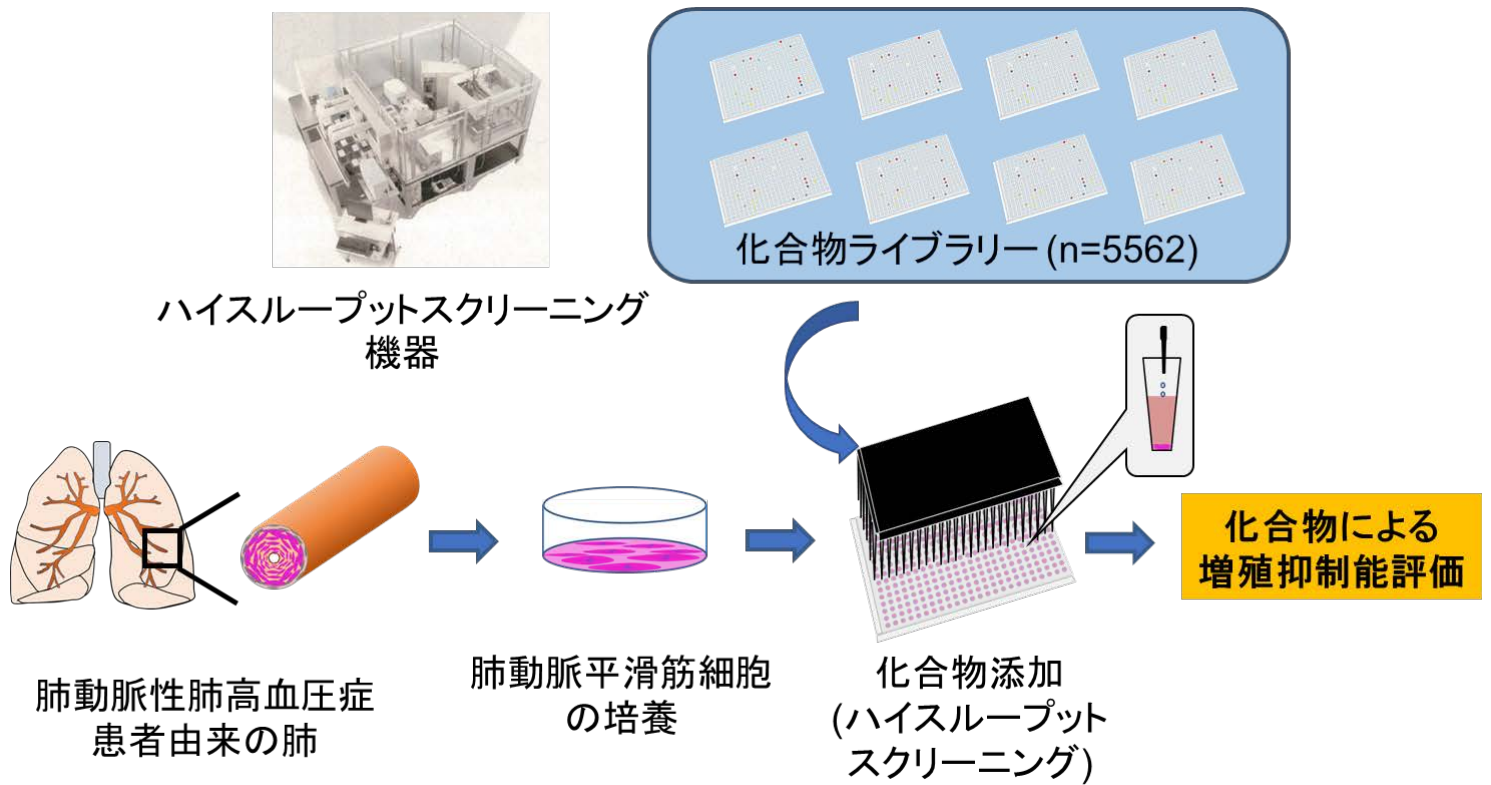 化合物ライブラリー (n=5562)
ハイスループットスクリーニング
機器
化合物による
増殖抑制能評価
肺動脈性肺高血圧症
患者由来の肺
肺動脈平滑筋細胞
の培養
化合物添加
(ハイスループット
スクリーニング)